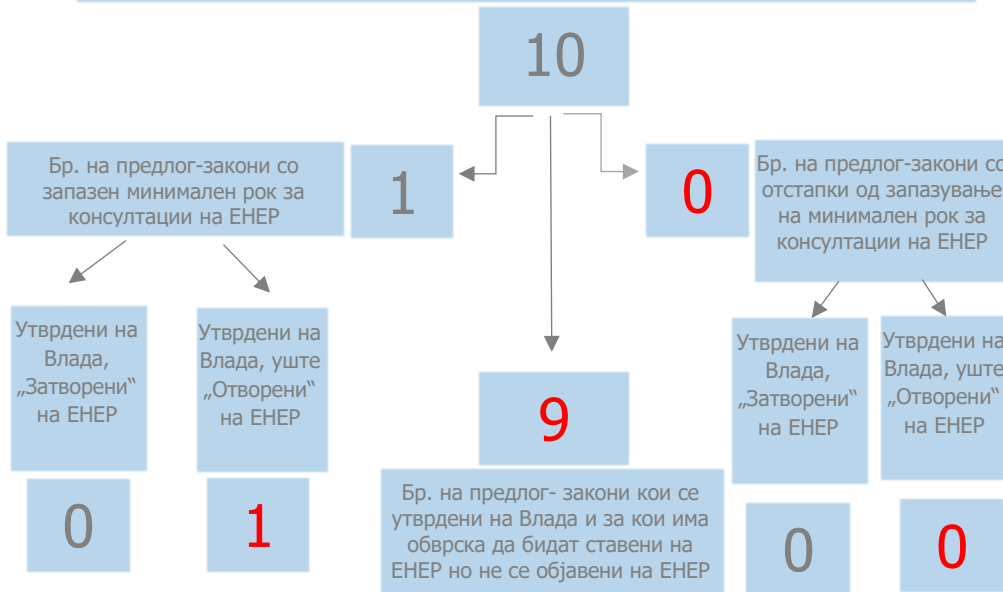 10
Бр. на предлог-закони со
запазен минимален рок за
консултации на ЕНЕР
1
0
Бр. на предлог-закони со
отстапки од запазување
на минимален рок за
консултации на ЕНЕР
Утврдени на
Влада,
„Затворени“
на ЕНЕР
Утврдени на
Влада, уште
„Отворени“
на ЕНЕР
9
Утврдени на
Влада,
„Затворени“
на ЕНЕР
Утврдени на
Влада, уште
„Отворени“
на ЕНЕР
0
1
Бр. на предлог- закони кои се
утврдени на Влада и за кои има
обврска да бидат ставени на
ЕНЕР но не се објавени на ЕНЕР
0
0